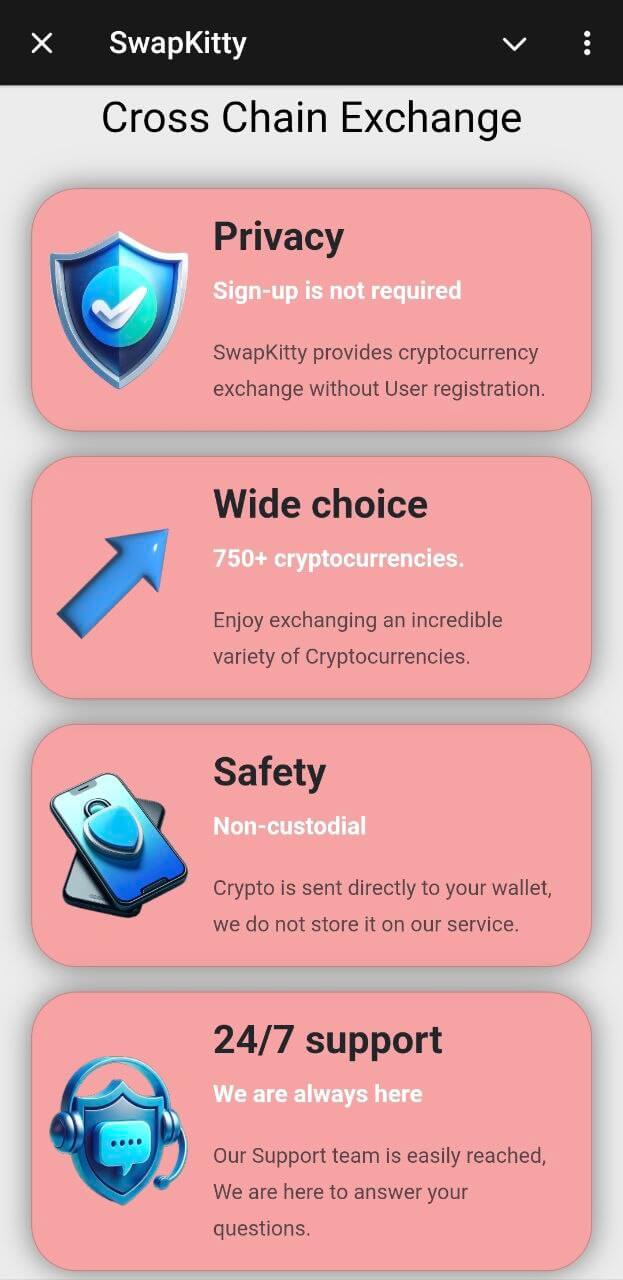 SwapKitty
Cross Chain Exchange
Privacy
Sign-up is not required
SwapKitty provides cryptocurrency
exchange without User registration.
Wide choice
750+ cryptocurrencies.
Enjoy exchanging an incredible
variety of Cryptocurrencies.
Safety
Non-custodial
Crypto is sent directly to your wallet,
we do not store it on our service.
24/7 support
We are always here
Our Support team is easily reached,
We are here to answer your
questions.